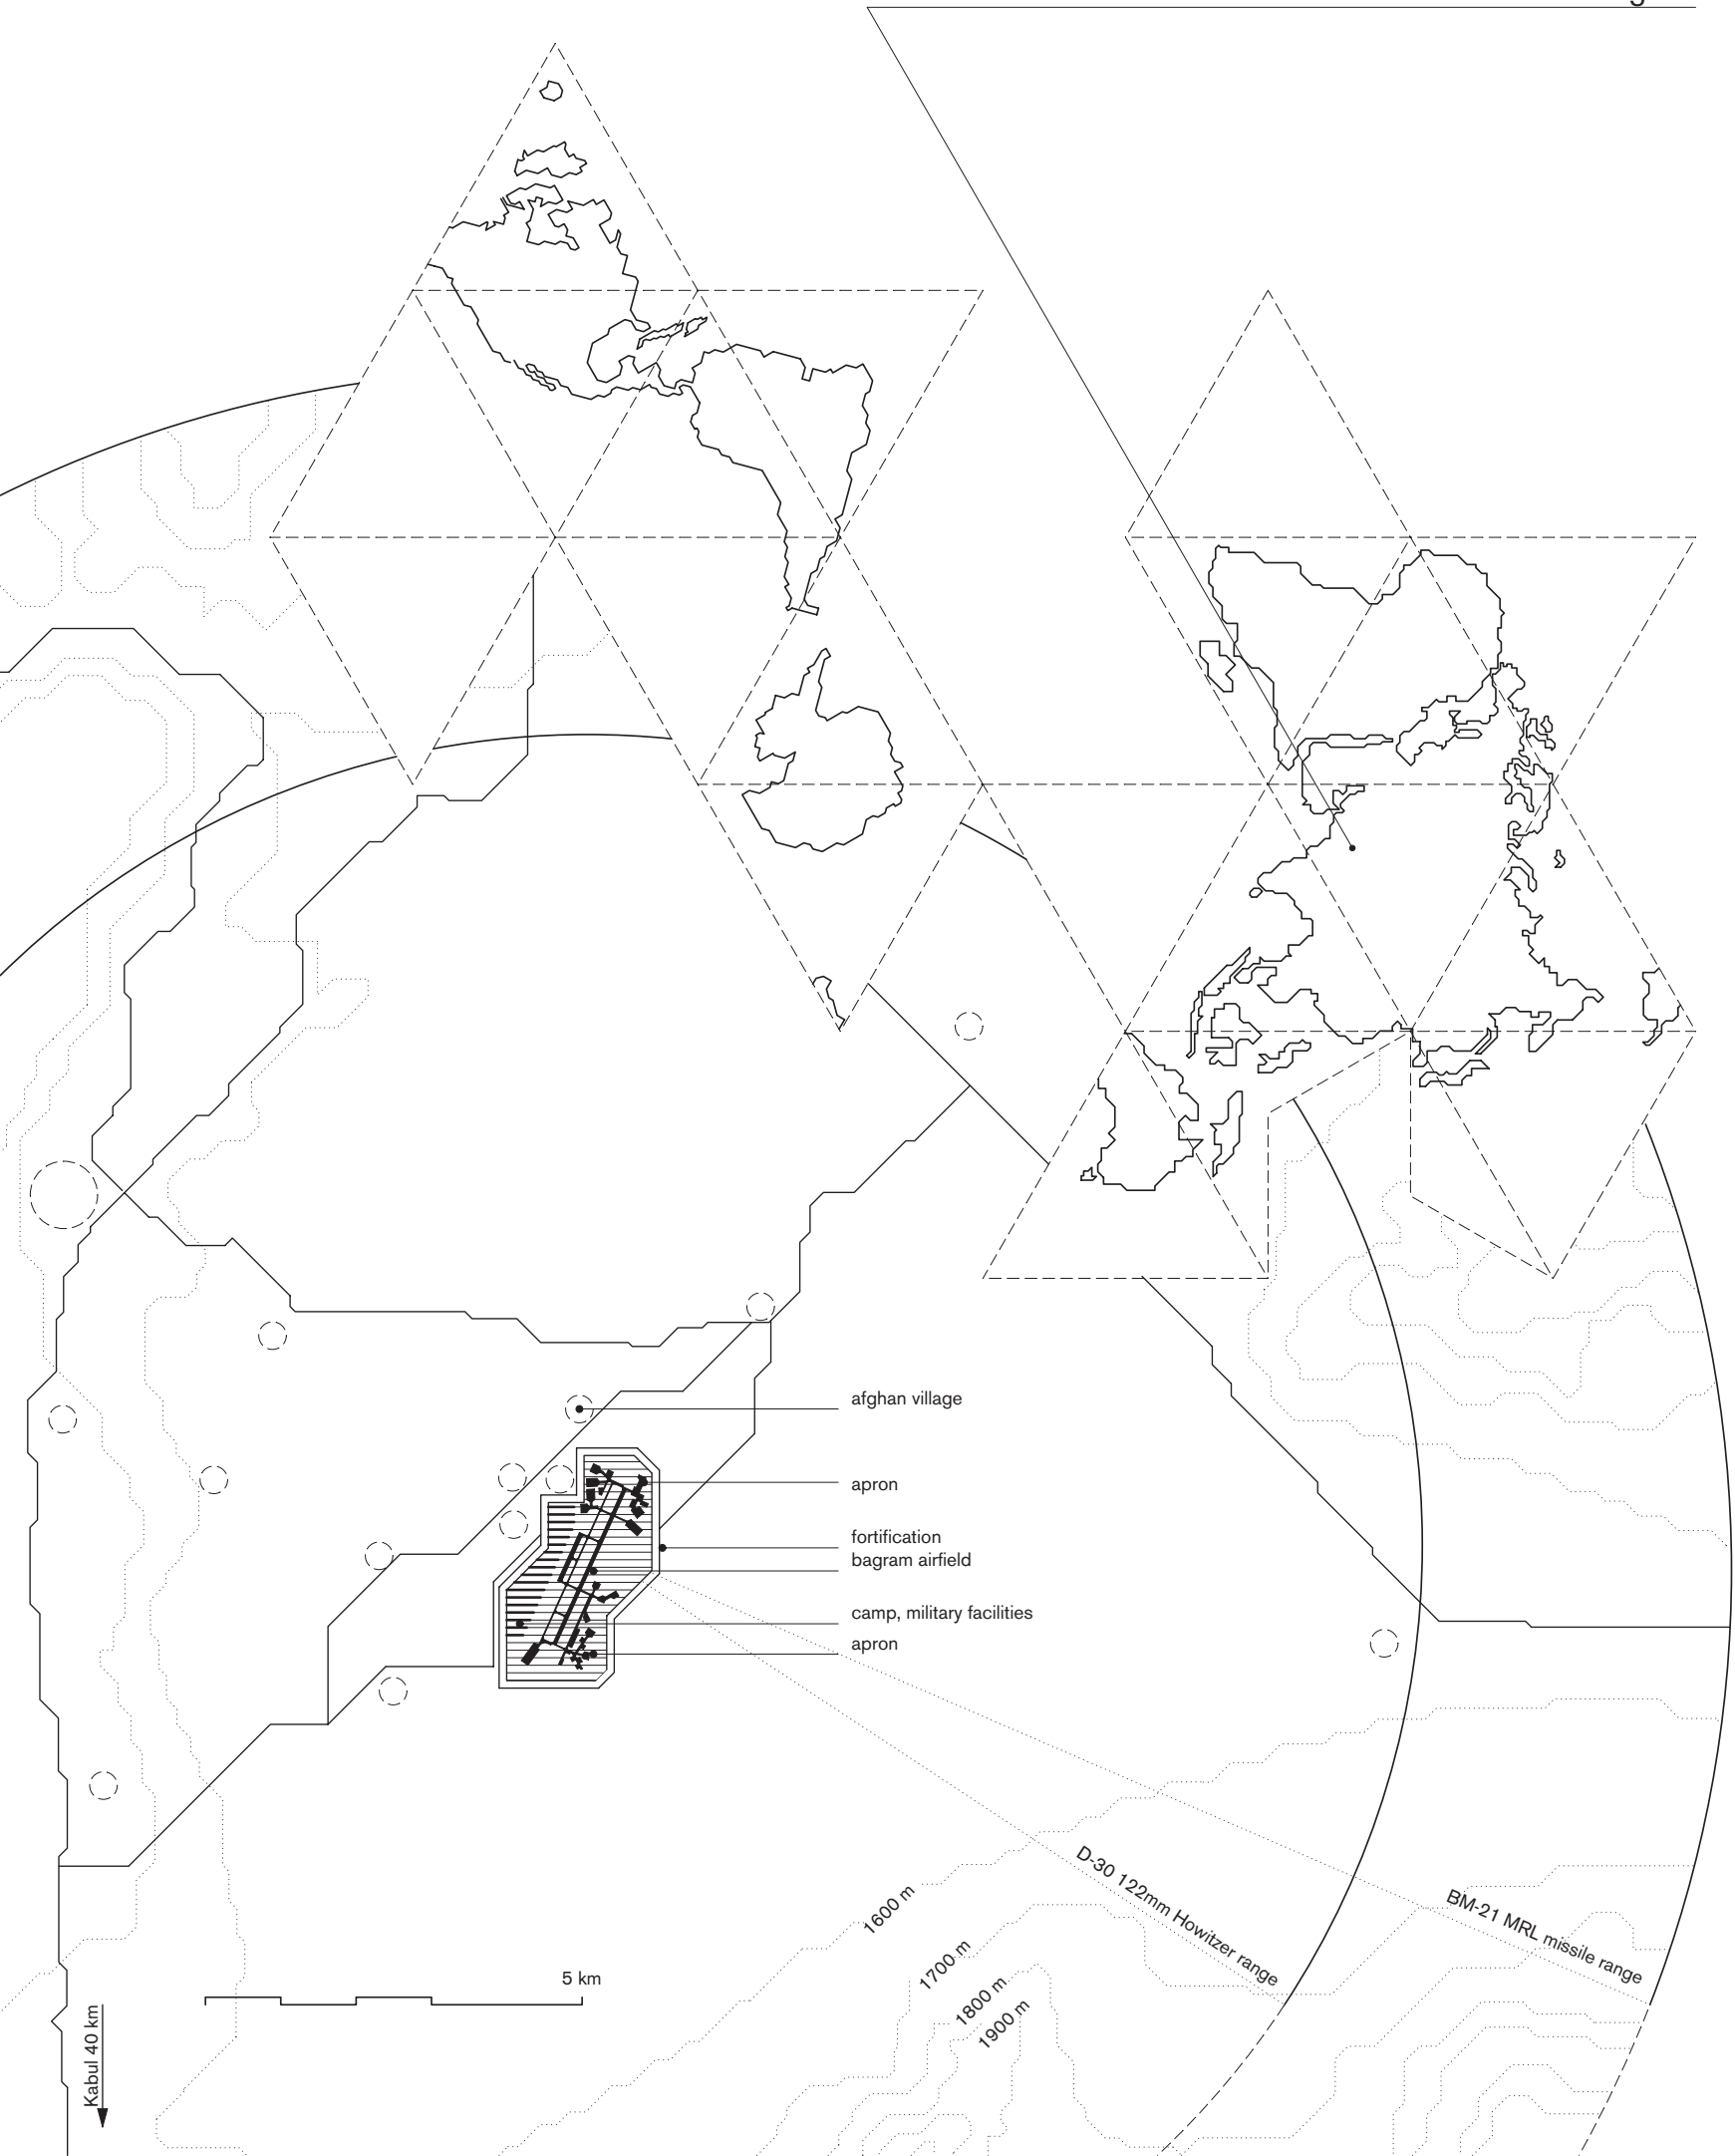 afghan village
apron
fortification
bagram airfield
camp, military facilities
apron
D-30 122mm Howitzer range
BM-21 MRL missile range
1600 m
1700 m
1800 m
1900 m
5 km
Kabul 40 km